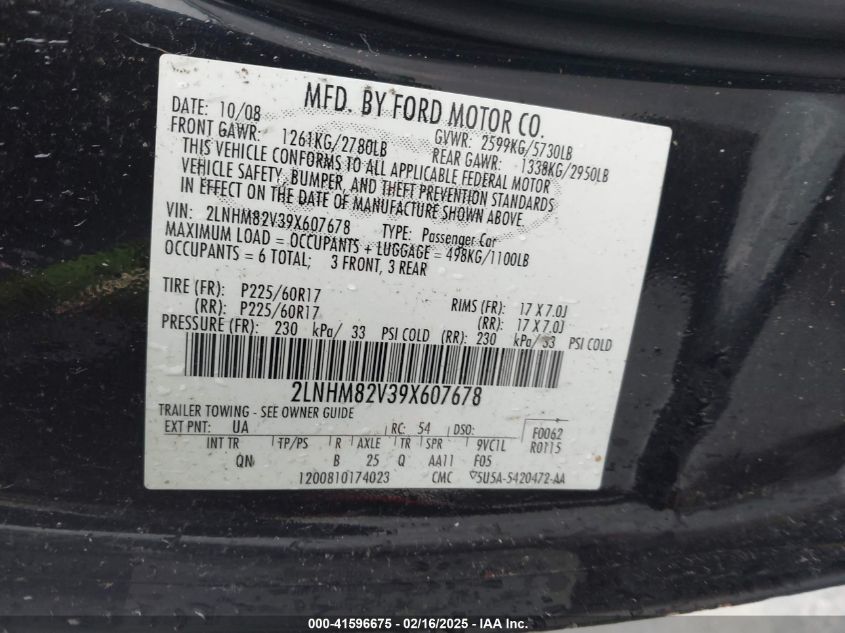 MFD. BY FORD MOTOR CO.
DATE: 10/08 GVWR: 2599KG/5730LB
FRONT GAWR: 1261KG/2780LB REAR GAWR: 1338KG/2950LB
THIS VEHICLE CONFORMS TO ALL APPLICABLE FEDERAL MOTOR
VEHICLE SAFETY, BUMPER, AND THEFT PREVENTION STANDARDS
IN EFFECT ON THE DATE OF MANUFACTURE SHOWN ABOVE.
VIN: 2LNHM82V39X607678 TYPE: Passenger Car
MAXIMUM LOAD = OCCUPANTS + LUGGAGE = 498KG/1100LB
OCCUPANTS = 6 TOTAL; 3 FRONT, 3 REAR
TIRE (FR): P225/60R17 RIMS (FR): 17 X 7.0J
(RR): P225/60R17 (RR): 17 X 7.0J
PRESSURE (FR): 230 kPa/ 33 PSI COLD (RR): 230 kPa/ 33 PSI COLD
2LNHM82V39X607678
TRAILER TOWING - SEE OWNER GUIDE
EXT PNT: UA RC: 54 DSO: F0062
INT TR TP/PS R AXLE TR SPR 9VC1L R0115
QN B 25 Q AA11 F05
1200810174023 CMC 5U5A-5420472-AA
000-41596675 - 02/16/2025 - IAA Inc.